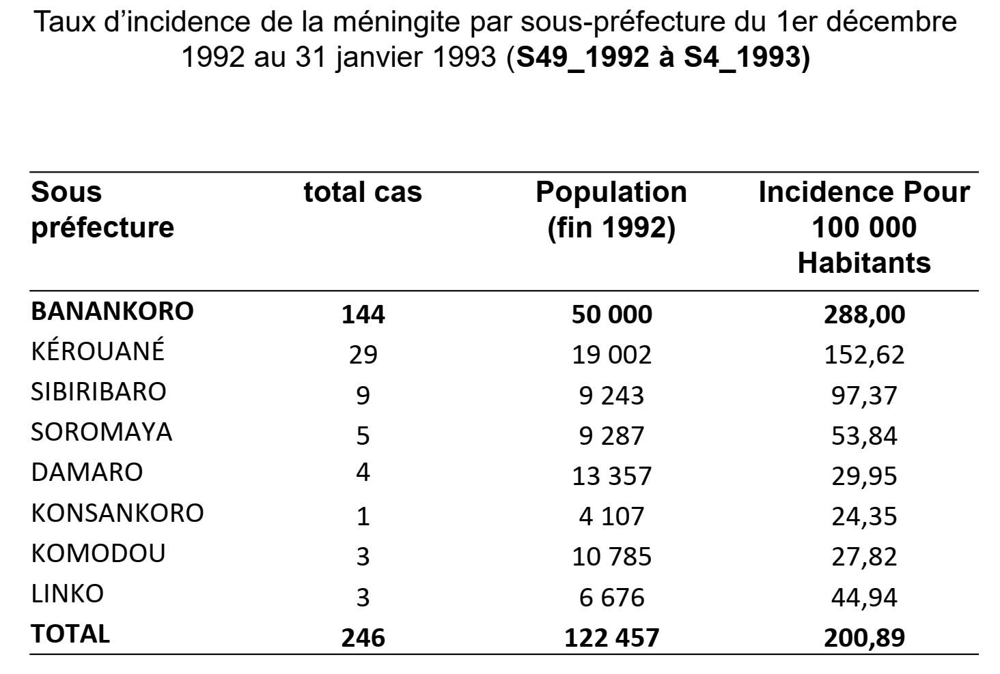 Taux d’incidence de la méningite par sous-préfecture du 1er décembre
1992 au 31 janvier 1993 (S49_1992 à S4_1993)
Sous préfecture total cas Population (fin 1992) Incidence Pour 100 000 Habitants
BANANKORO 144 50 000 288,00
KÉROUANÉ 29 19 002 152,62
SIBIRIBARO 9 9 243 97,37
SOROMAYA 5 9 287 53,84
DAMARO 4 13 357 29,95
KONSANKORO 1 4 107 24,35
KOMODOU 3 10 785 27,82
LINKO 3 6 676 44,94
TOTAL 246 122 457 200,89